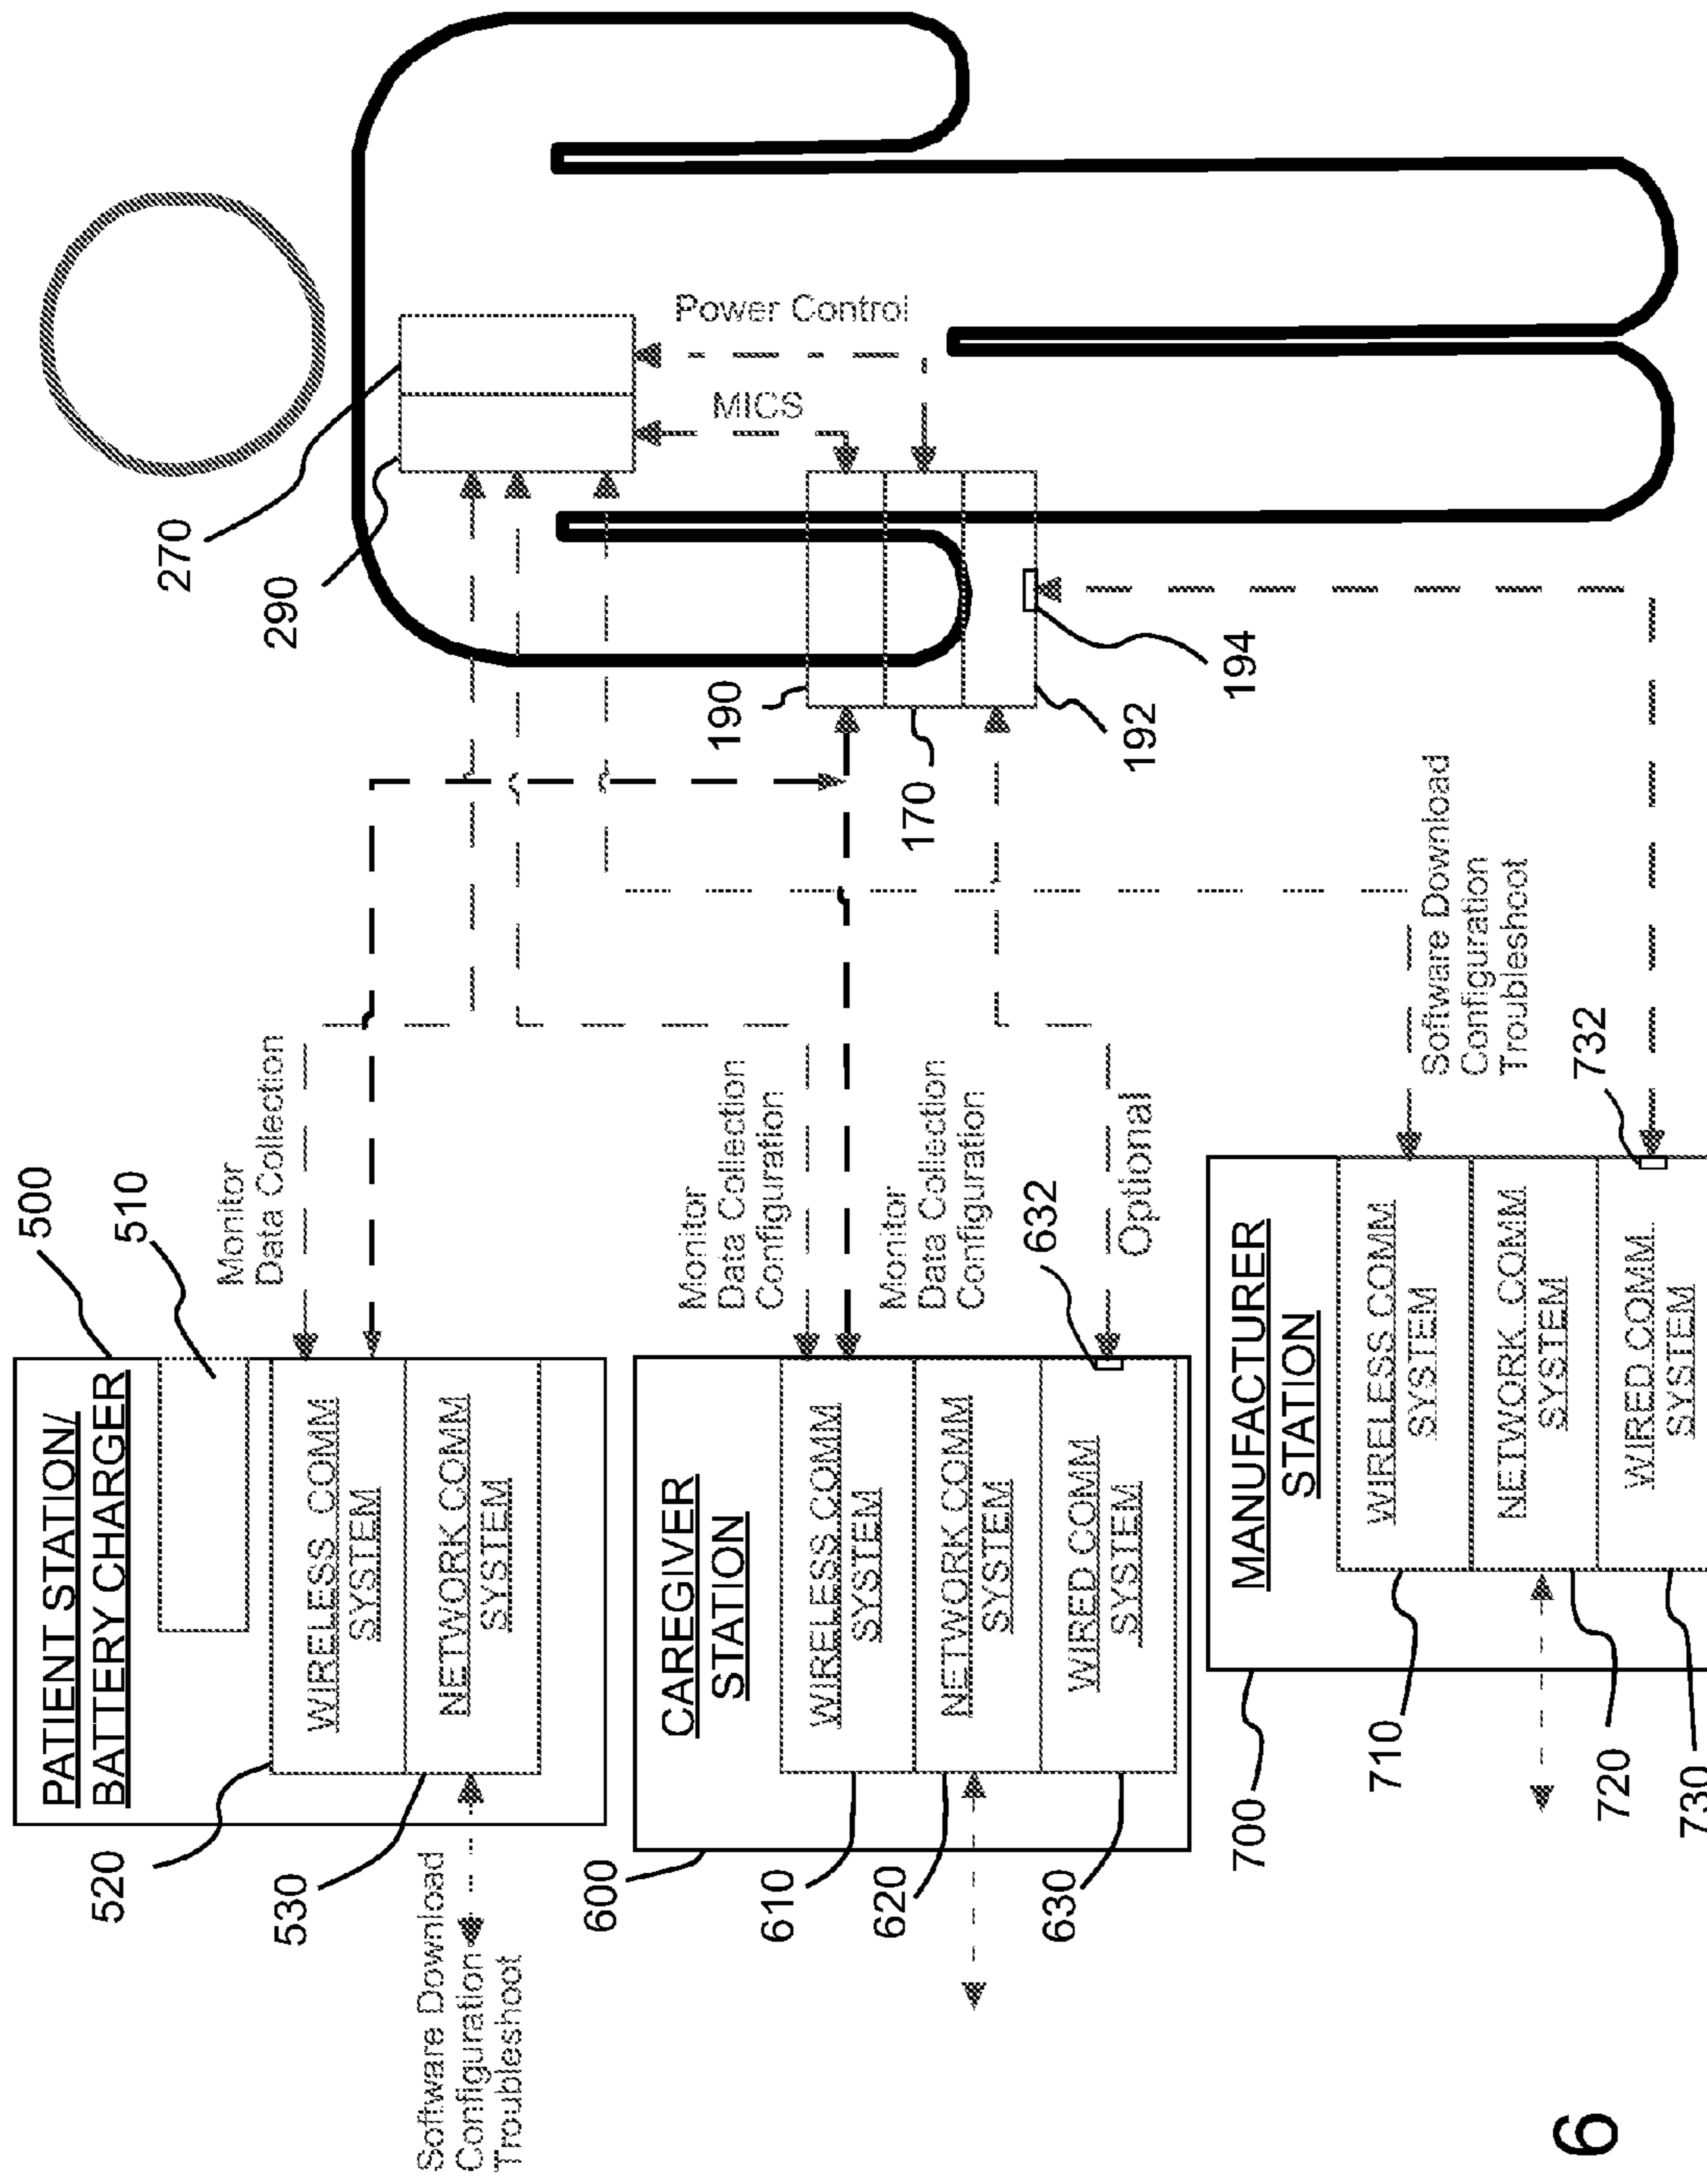 PATIENT STATION/
BATTERY CHARGER
500
510
520
530
Monitor
Data Collection
Software Download
Configuration
Troubleshoot
WIRELESS COMM
SYSTEM
NETWORK COMM
SYSTEM
CAREGIVER
STATION
600
610
620
630
632
Monitor
Data Collection
Configuration
Monitor
Data Collection
Configuration
Optional
WIRELESS COMM
SYSTEM
NETWORK COMM
SYSTEM
WIRED COMM
SYSTEM
MANUFACTURER
STATION
700
710
720
730
732
Software Download
Configuration
Troubleshoot
WIRELESS COMM
SYSTEM
NETWORK COMM
SYSTEM
WIRED COMM
SYSTEM
270
290
Power Control
MICS
190
170
192
194
6